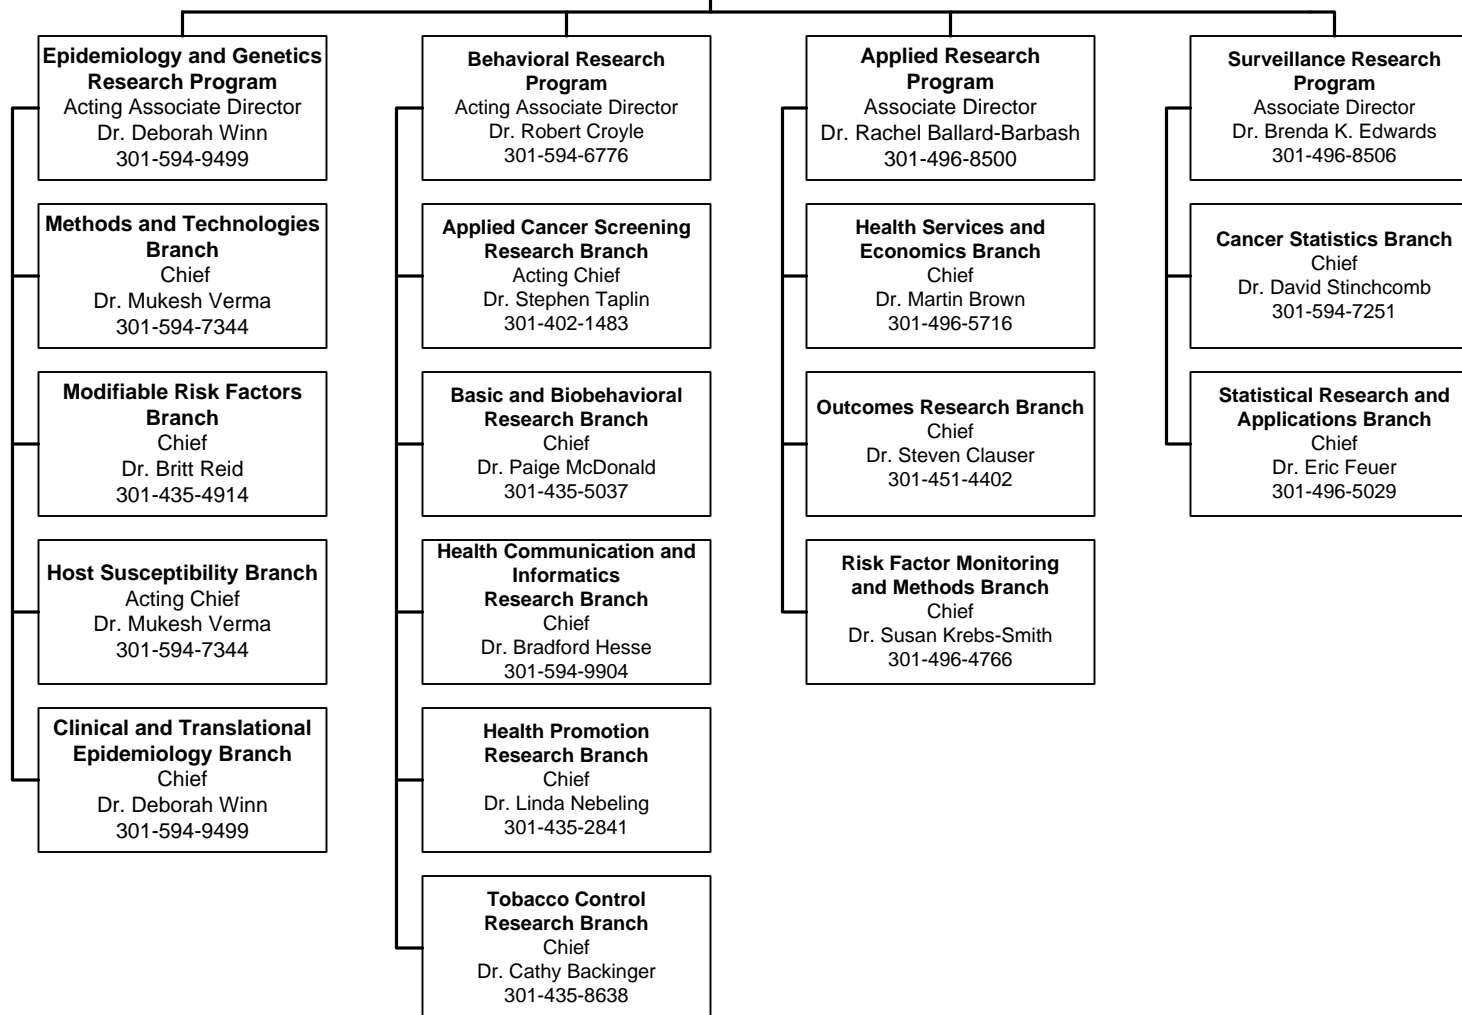 Epidemiology and Genetics
Research Program
Acting Associate Director
Dr. Deborah Winn
301-594-9499
Methods and Technologies
Branch
Chief
Dr. Mukesh Verma
301-594-7344
Modifiable Risk Factors
Branch
Chief
Dr. Britt Reid
301-435-4914
Host Susceptibility Branch
Acting Chief
Dr. Mukesh Verma
301-594-7344
Clinical and Translational
Epidemiology Branch
Chief
Dr. Deborah Winn
301-594-9499
Behavioral Research
Program
Acting Associate Director
Dr. Robert Croyle
301-594-6776
Applied Cancer Screening
Research Branch
Acting Chief
Dr. Stephen Taplin
301-402-1483
Basic and Biobehavioral
Research Branch
Chief
Dr. Paige McDonald
301-435-5037
Health Communication and
Informatics
Research Branch
Chief
Dr. Bradford Hesse
301-594-9904
Health Promotion
Research Branch
Chief
Dr. Linda Nebeling
301-435-2841
Tobacco Control
Research Branch
Chief
Dr. Cathy Backinger
301-435-8638
Applied Research
Program
Associate Director
Dr. Rachel Ballard-Barbash
301-496-8500
Health Services and
Economics Branch
Chief
Dr. Martin Brown
301-496-5716
Outcomes Research Branch
Chief
Dr. Steven Clauser
301-451-4402
Risk Factor Monitoring
and Methods Branch
Chief
Dr. Susan Krebs-Smith
301-496-4766
Surveillance Research
Program
Associate Director
Dr. Brenda K. Edwards
301-496-8506
Cancer Statistics Branch
Chief
Dr. David Stinchcomb
301-594-7251
Statistical Research and
Applications Branch
Chief
Dr. Eric Feuer
301-496-5029